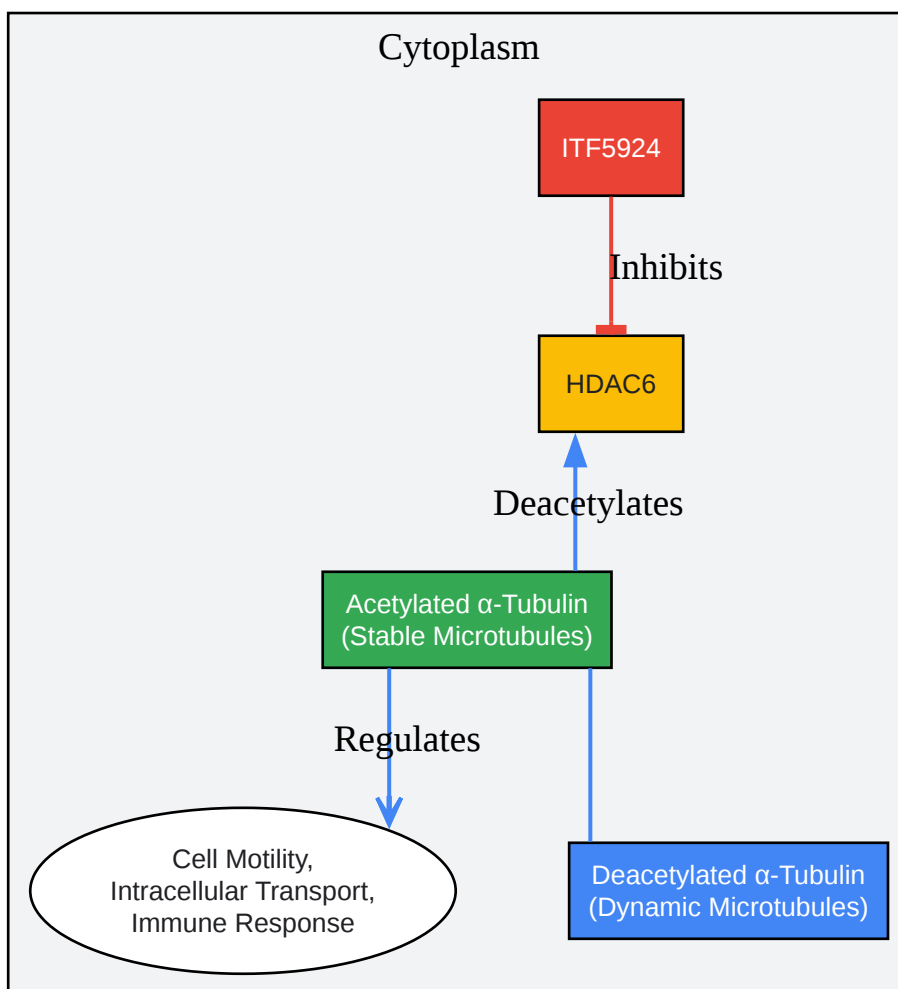 Cytoplasm
ITF5924
Inhibits
HDAC6
Deacetylates
Acetylated α-Tubulin
(Stable Microtubules)
Regulates
Cell Motility,
Intracellular Transport,
Immune Response
Deacetylated α-Tubulin
(Dynamic Microtubules)